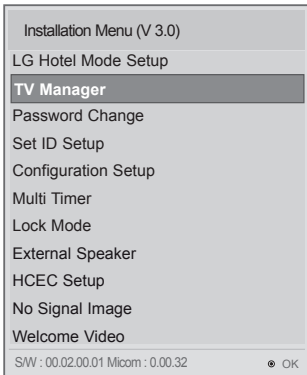 Installation Menu (V 3.0)
LG Hotel Mode Setup
TV Manager
Password Change
Set ID Setup
Configuration Setup
Multi Timer
Lock Mode
External Speaker
HCEC Setup
No Signal Image
Welcome Video
S/W : 00.02.00.01 Micom : 0.00.32 OK